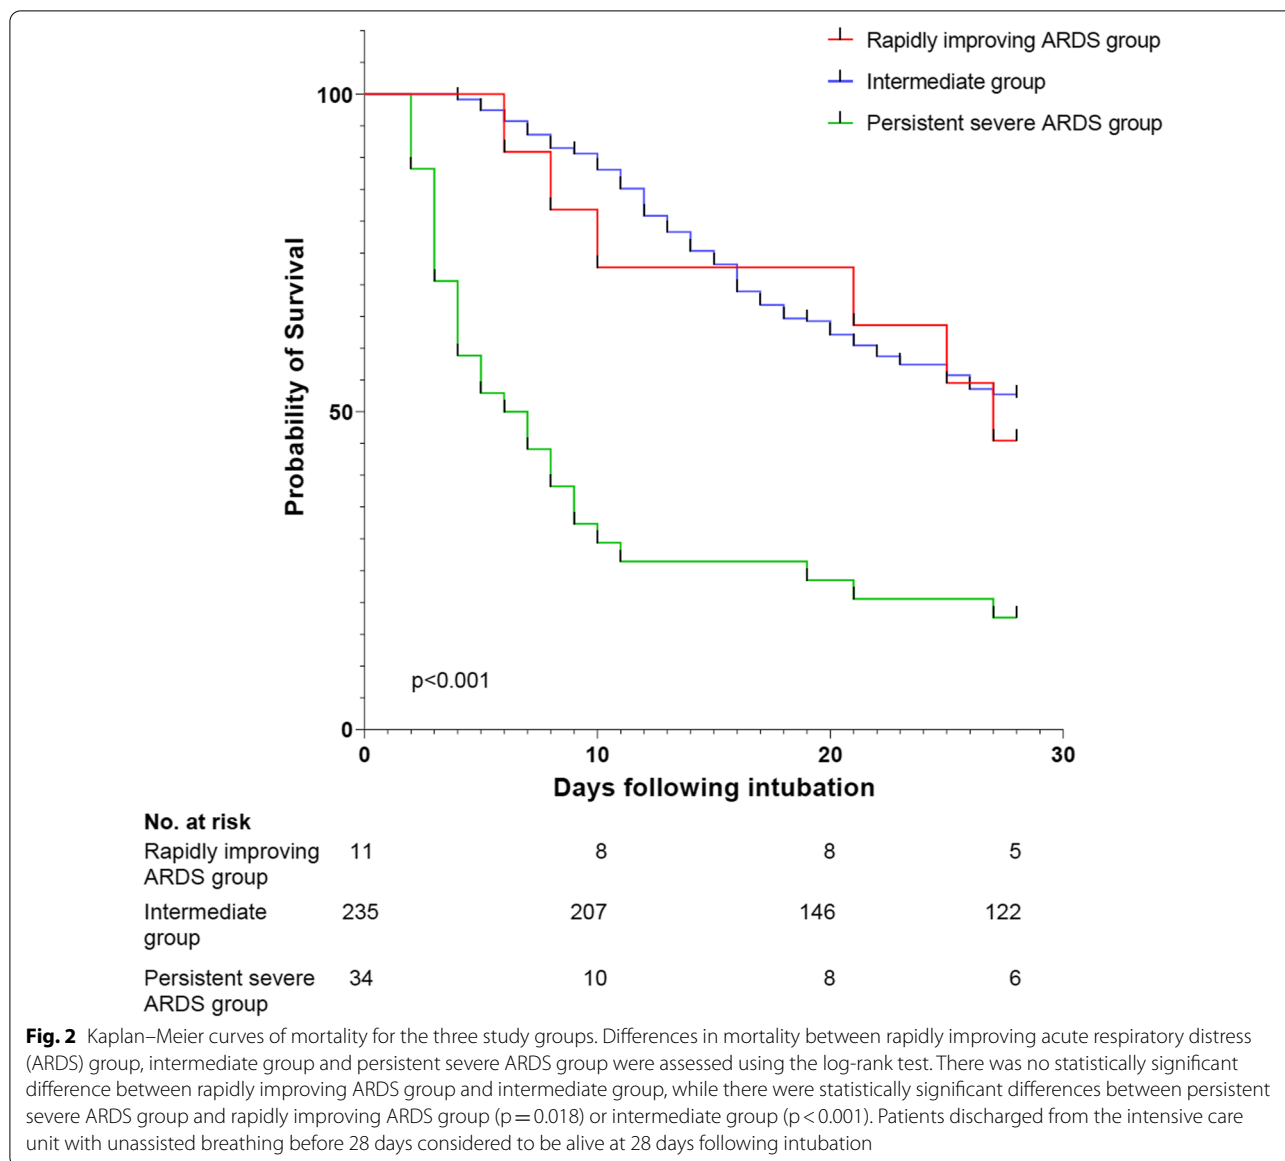 Rapidly improving ARDS group
Intermediate group
Persistent severe ARDS group
100
50
0
Probability of Survival
p<0.001
0 10 20 30
Days following intubation
No. at risk
Rapidly improving ARDS group 11 8 8 5
Intermediate group 235 207 146 122
Persistent severe ARDS group 34 10 8 6
Fig. 2 Kaplan–Meier curves of mortality for the three study groups. Differences in mortality between rapidly improving acute respiratory distress
(ARDS) group, intermediate group and persistent severe ARDS group were assessed using the log-rank test. There was no statistically significant
difference between rapidly improving ARDS group and intermediate group, while there were statistically significant differences between persistent
severe ARDS group and rapidly improving ARDS group (p = 0.018) or intermediate group (p < 0.001). Patients discharged from the intensive care
unit with unassisted breathing before 28 days considered to be alive at 28 days following intubation